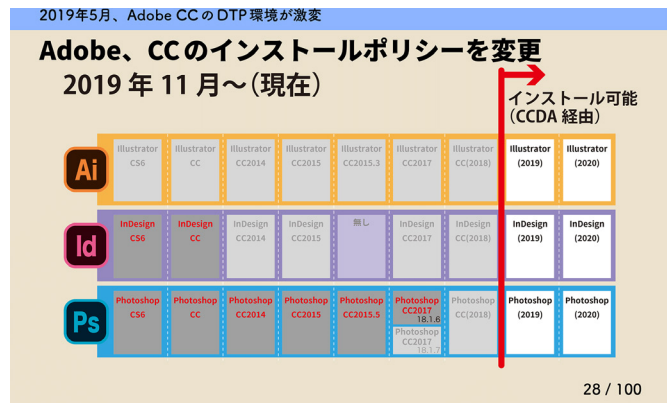 2019年5月、Adobe CCのDTP環境が激変
Adobe、CCのインストールポリシーを変更
2019年11月〜（現在）
インストール可能
（CCDA 経由）
Ai
Illustrator
CS6
Illustrator
CC
Illustrator
CC2014
Illustrator
CC2015
Illustrator
CC2015.3
Illustrator
CC2017
Illustrator
CC(2018)
Illustrator
(2019)
Illustrator
(2020)
Id
InDesign
CS6
InDesign
CC
InDesign
CC2014
InDesign
CC2015
無し
InDesign
CC2017
InDesign
CC(2018)
InDesign
(2019)
InDesign
(2020)
Ps
Photoshop
CS6
Photoshop
CC
Photoshop
CC2014
Photoshop
CC2015
Photoshop
CC2015.5
Photoshop
CC2017
18.1.6
Photoshop
CC2017
18.1.7
Photoshop
CC(2018)
Photoshop
(2019)
Photoshop
(2020)
28 / 100